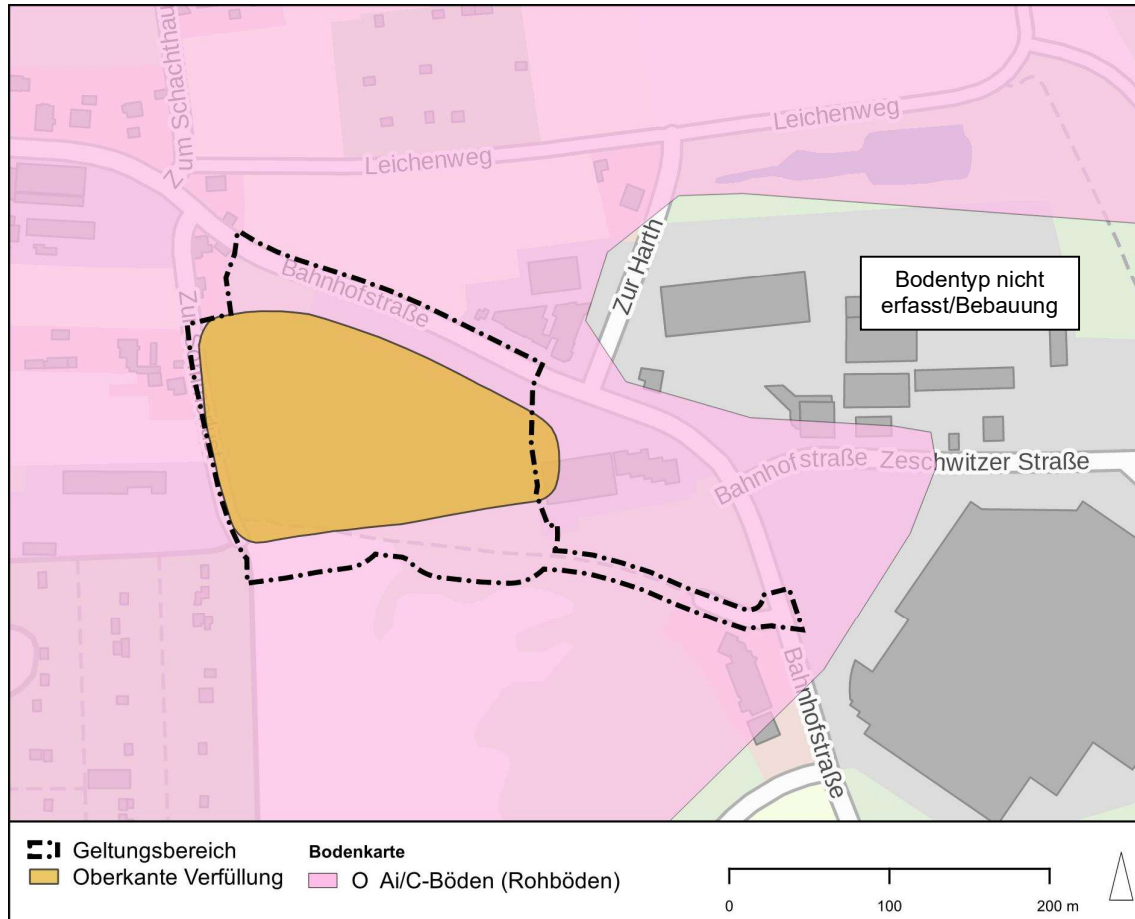 Zum Schachthau
Leichenweg
Leichenweg
Bahnhofstraße
Zur Harth
Bodentyp nicht
erfasst/Bebauung
Bahnhofstraße
Zeschwitzer Straße
Bahnhofstraße
Geltungsbereich
Oberkante Verfüllung
Bodenkarte
O Ai/C-Böden (Rohböden)
0 100 200 m